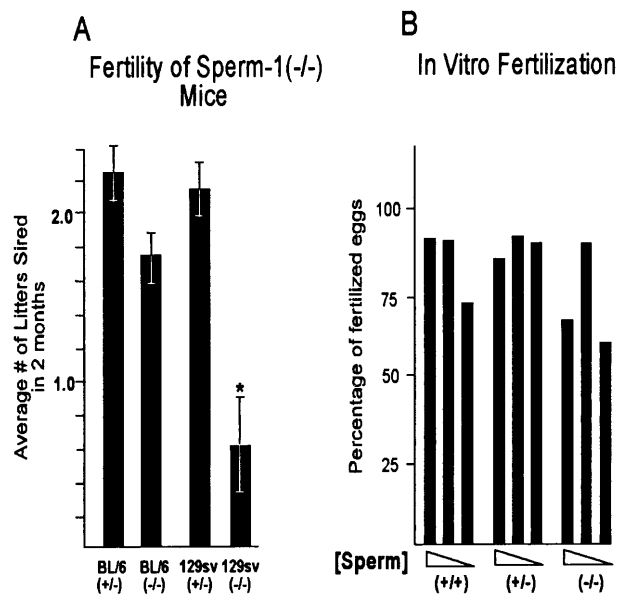 A
Fertility of Sperm-1(-/-)
Mice
Average # of Litters Sired
in 2 months
2.0
1.0
*
BL/6 BL/6 129sv 129sv
(+/-) (-/-) (+/-) (-/-)
B
In Vitro Fertilization
Percentage of fertilized eggs
100
75
50
25
[Sperm]
(+/+) (+/-) (-/-)